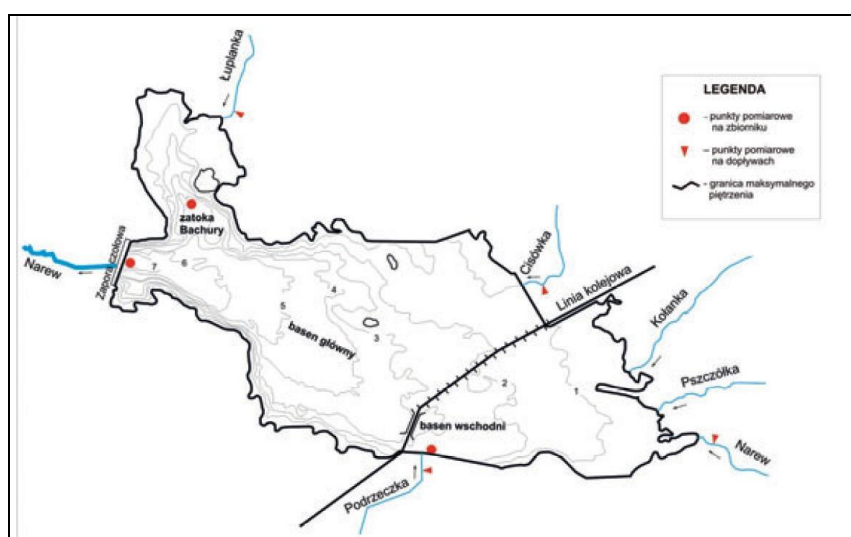 Łuplanka
LEGENDA
- punkty pomiarowe
na zbiorniku
– punkty pomiarowe
na dopływach
- granica maksymalnego
piętrzenia
zatoka
Bachury
Zapora czołowa
Narew
7
6
5
4
3
basen główny
Cisówka
Linia kolejowa
Kołanka
Pszczółka
2
1
basen wschodni
Narew
Podrzeczka